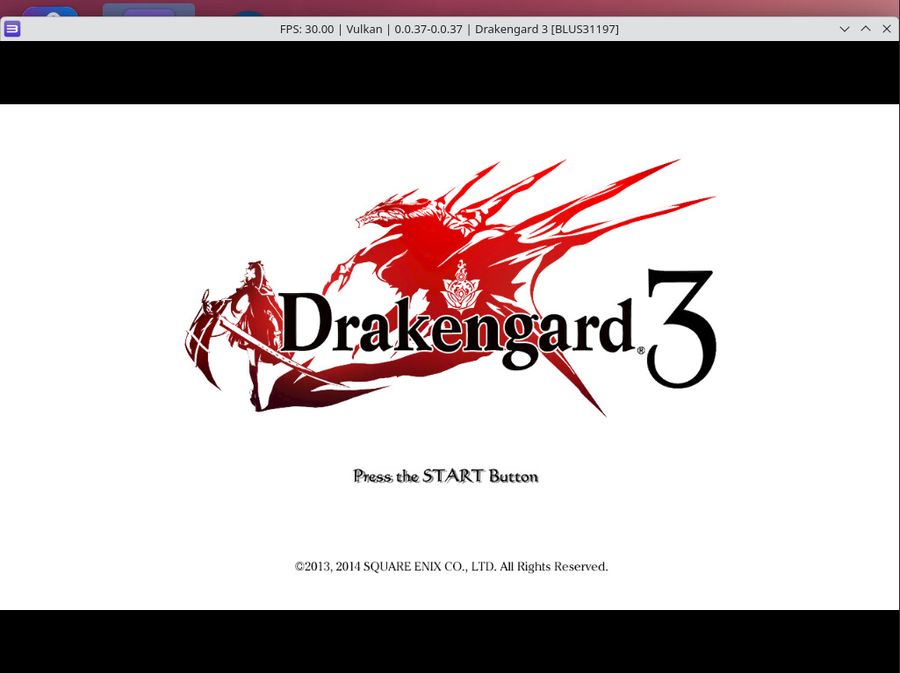 FPS: 30.00 | Vulkan | 0.0.37-0.0.37 | Drakengard 3 [BLUS31197]
Drakengard® 3
Press the START Button
©2013, 2014 SQUARE ENIX CO., LTD. All Rights Reserved.